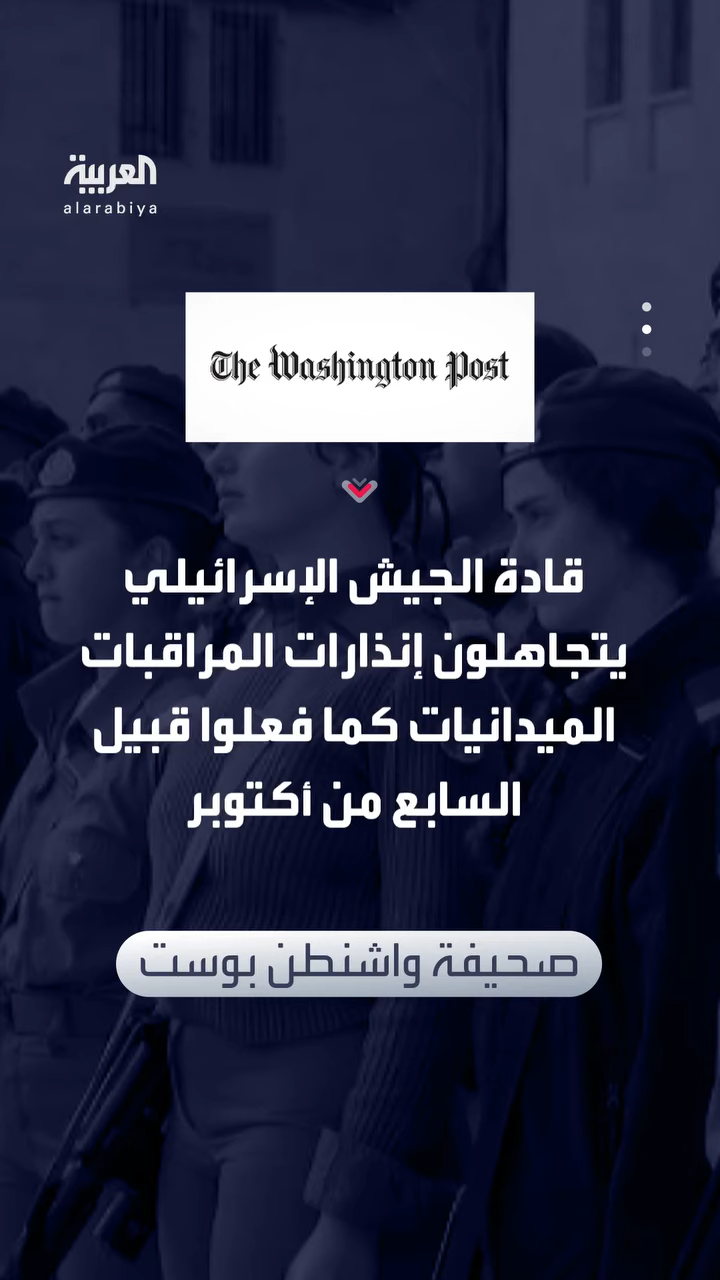 العربية
alarabiya
The Washington Post
قادة الجيش الإسرائيلي
يتجاهلون إنذارات المراقبات
الميدانيات كما فعلوا قبيل
السابع من أكتوبر
صحيفة واشنطن بوست